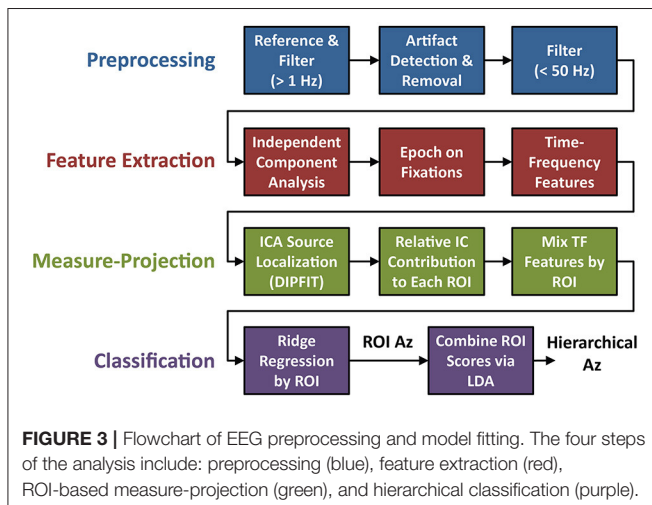 Preprocessing
Reference &
Filter
(> 1 Hz)
Artifact
Detection &
Removal
Filter
(< 50 Hz)
Feature Extraction
Independent
Component
Analysis
Epoch on
Fixations
Time-
Frequency
Features
Measure-Projection
ICA Source
Localization
(DIPFIT)
Relative IC
Contribution
to Each ROI
Mix TF
Features by
ROI
Classification
Ridge
Regression
by ROI
ROI Az
Combine ROI
Scores via
LDA
Hierarchical
Az
FIGURE 3 | Flowchart of EEG preprocessing and model fitting. The four steps
of the analysis include: preprocessing (blue), feature extraction (red),
ROI-based measure-projection (green), and hierarchical classification (purple).